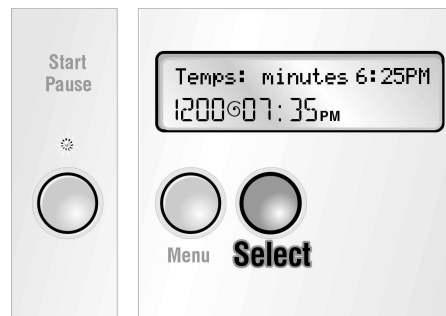 Start
Pause
Temps: minutes 6:25PM
1200 07:35PM
Menu
Select